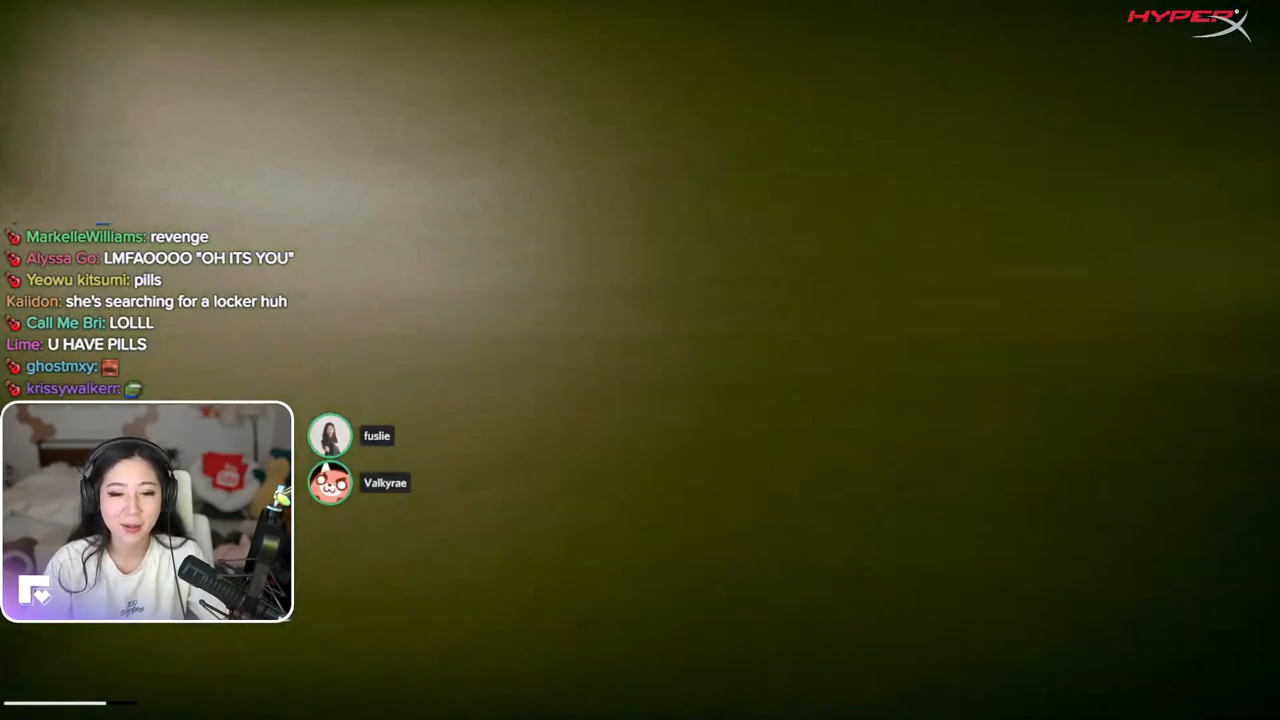 HYPERX
MarkelleWilliams: revenge
Alyssa Go: LMFAOOOO "OH ITS YOU"
Yeowu kitsumi: pills
Kaiidon: she's searching for a locker huh
Call Me Bri: LOLLL
Lime: U HAVE PILLS
ghostmxy:
krissywalkerr:
fuslie
Valkyrae